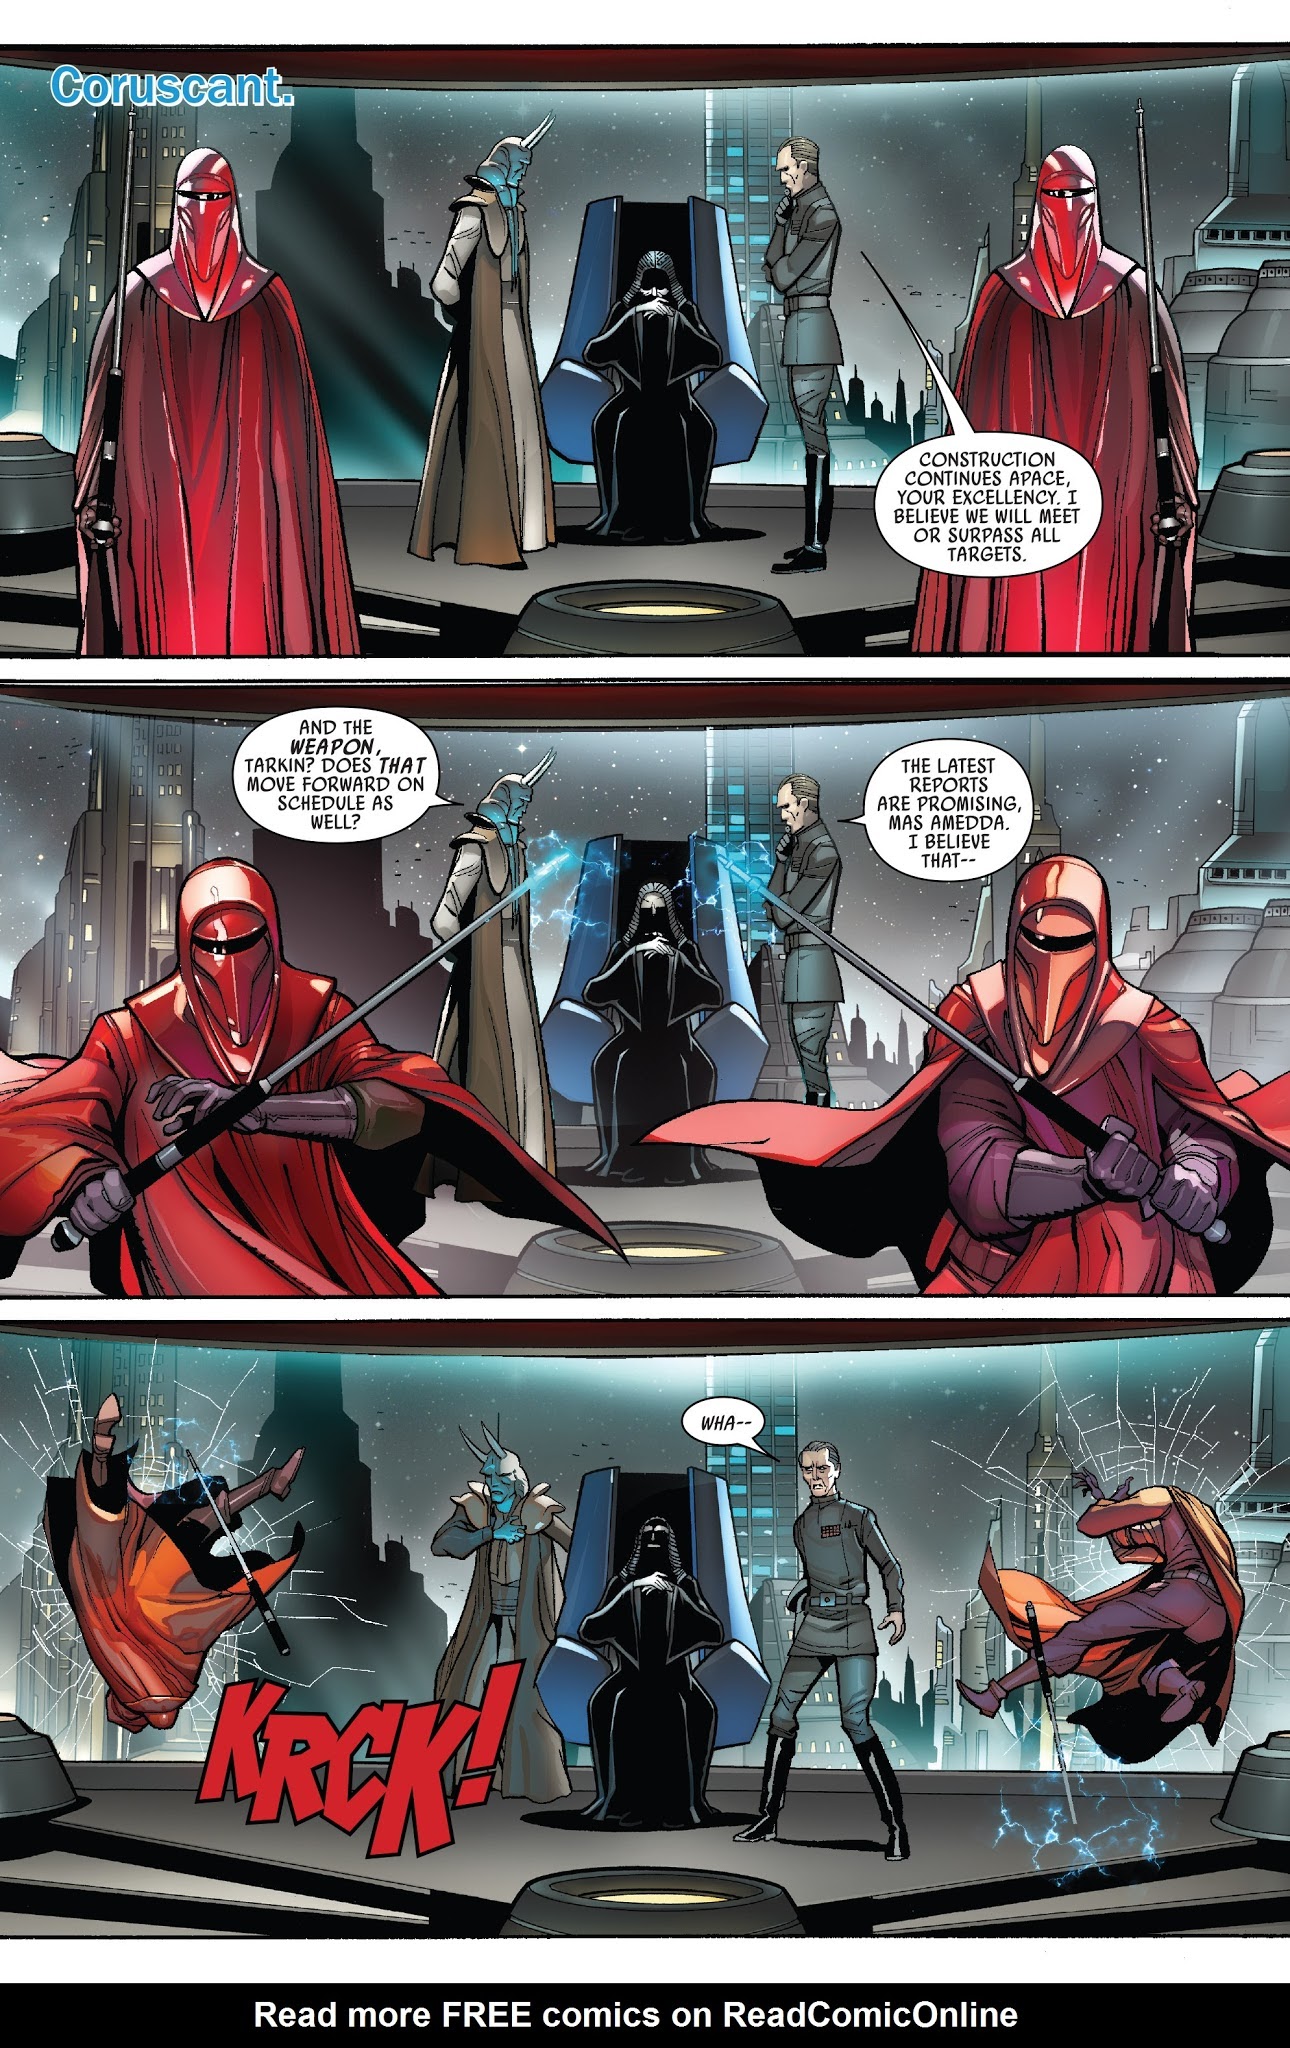 Coruscant.
CONSTRUCTION
CONTINUES APACE,
YOUR EXCELLENCY. I
BELIEVE WE WILL MEET
OR SURPASS ALL
TARGETS.
AND THE
WEAPON,
TARKIN? DOES THAT
MOVE FORWARD ON
SCHEDULE AS
WELL?
THE LATEST
REPORTS
ARE PROMISING,
MAS AMEDDA.
I BELIEVE
THAT--
WHA--
KRCK!
Read more FREE comics on ReadComicOnline